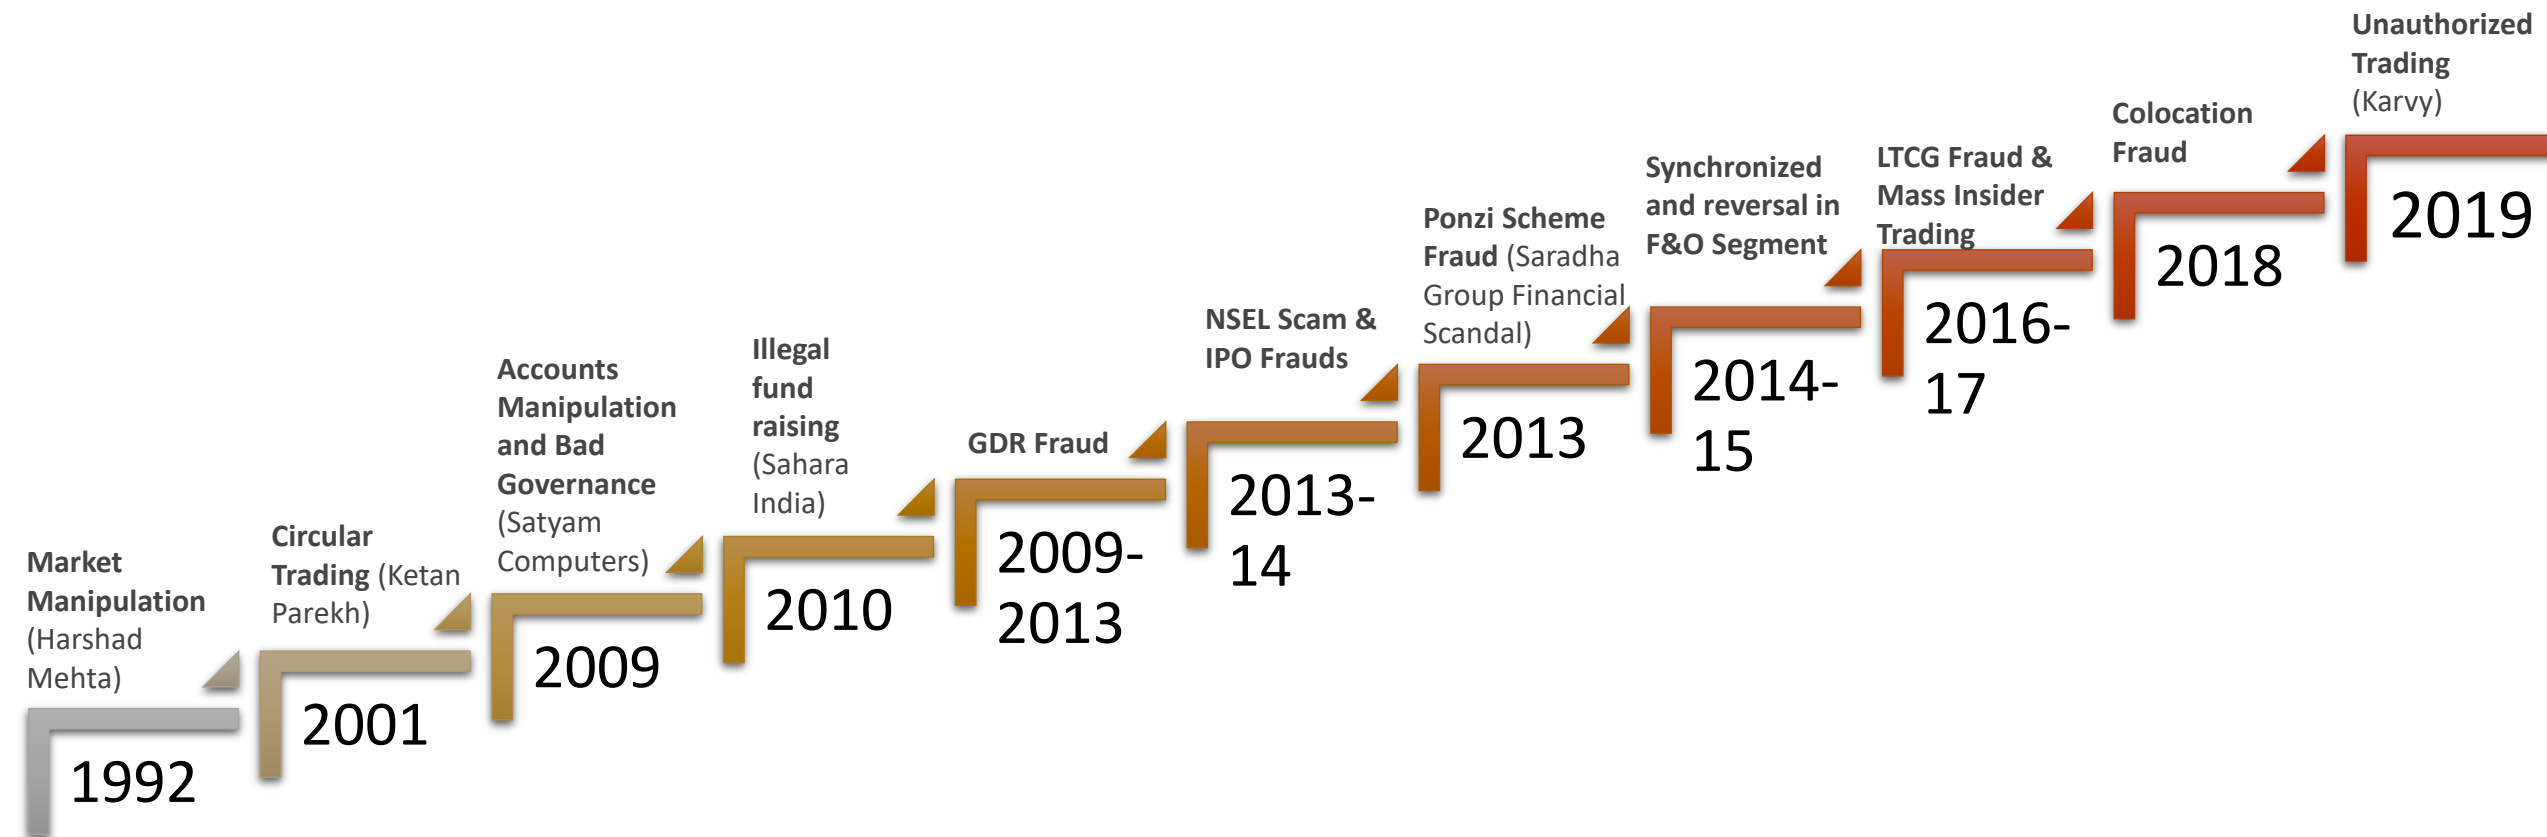 Market
Manipulation
(Harshad
Mehta)
1992
Circular
Trading (Ketan
Parekh)
2001
Accounts
Manipulation
and Bad
Governance
(Satyam
Computers)
2009
Illegal
fund
raising
(Sahara
India)
2010
GDR Fraud
2009-
2013
NSEL Scam &
IPO Frauds
2013-
14
Ponzi Scheme
Fraud (Saradha
Group Financial
Scandal)
2013
Synchronized
and reversal in
F&O Segment
2014-
15
LTCG Fraud &
Mass Insider
Trading
2016-
17
Colocation
Fraud
2018
Unauthorized
Trading
(Karvy)
2019